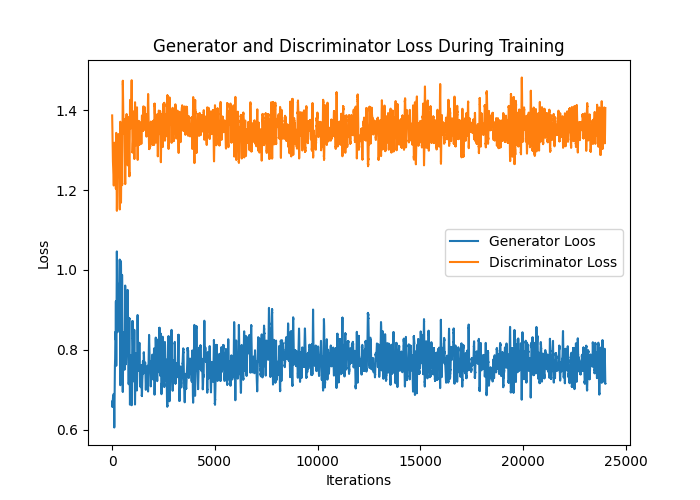 Generator and Discriminator Loss During Training
1.4
1.2
1.0
0.8
0.6
Loss
Generator Loos
Discriminator Loss
0 5000 10000 15000 20000 25000
Iterations